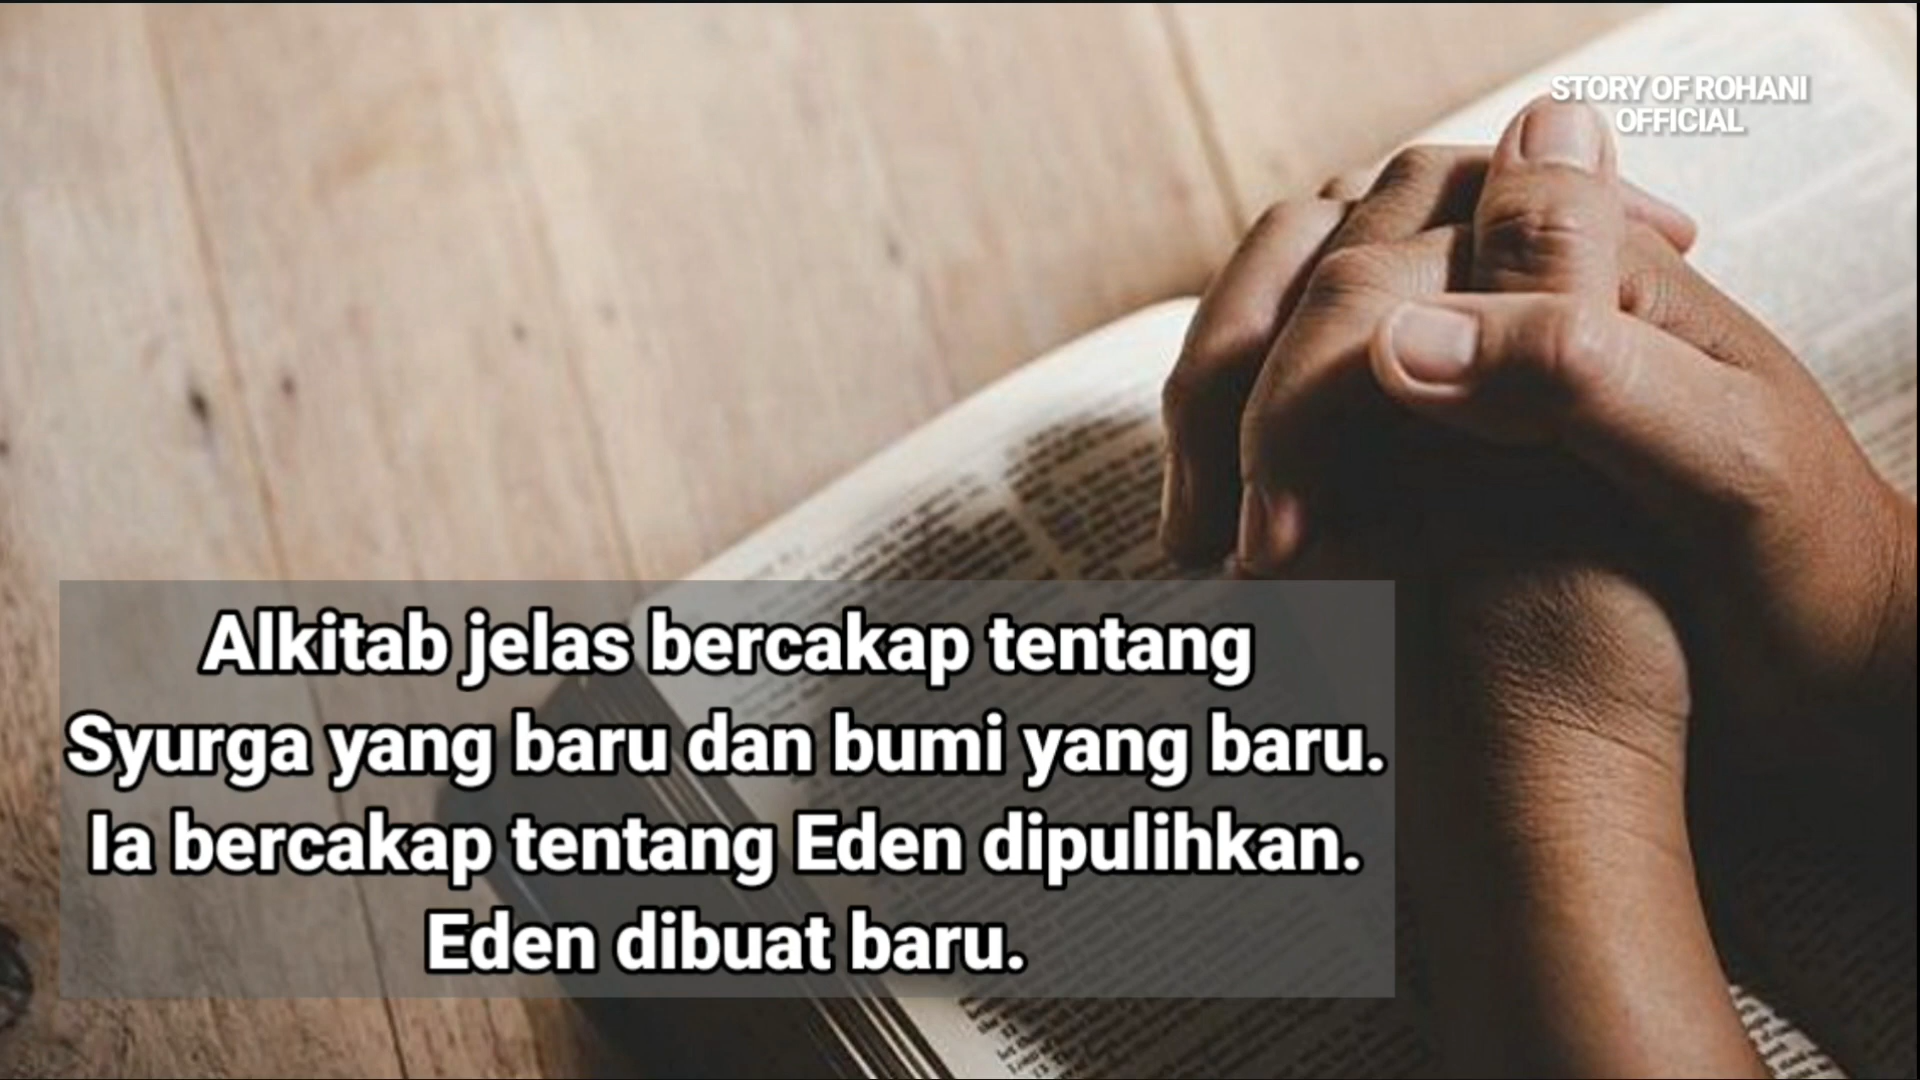 STORY OF ROHANI
OFFICIAL
Alkitab jelas bercakap tentang
Syurga yang baru dan bumi yang baru.
Ia bercakap tentang Eden dipulihkan.
Eden dibuat baru.